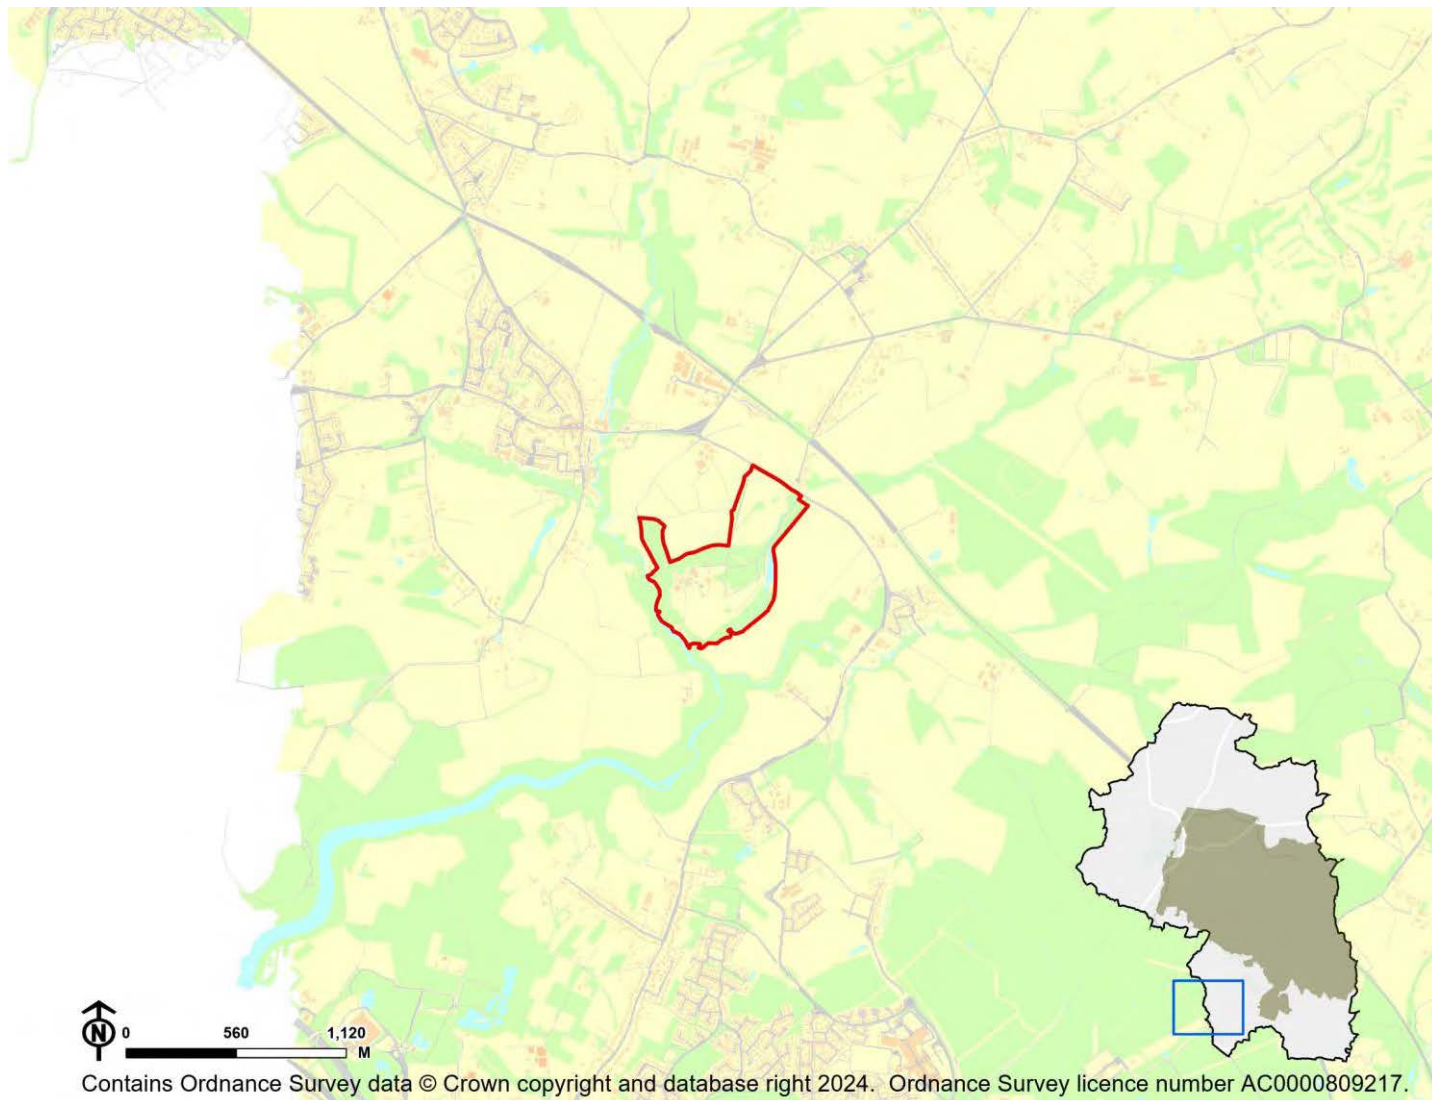 N
0 560 1,120
M
Contains Ordnance Survey data © Crown copyright and database right 2024. Ordnance Survey licence number AC0000809217.